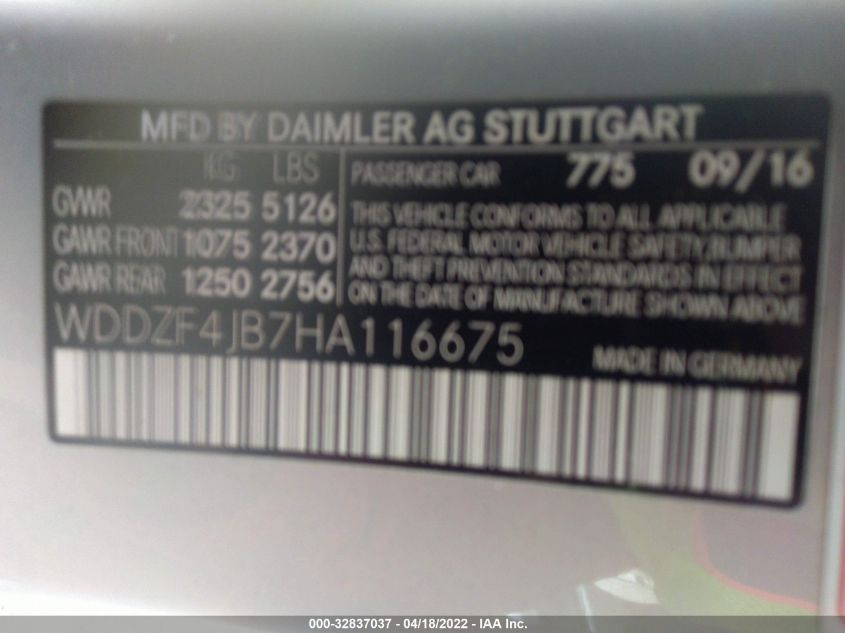 MFD BY DAIMLER AG STUTTGART
KG LBS
GVWR 2325 5126
GAWR FRONT 1075 2370
GAWR REAR 1250 2756
PASSENGER CAR 775 09/16
THIS VEHICLE CONFORMS TO ALL APPLICABLE
U.S. FEDERAL MOTOR VEHICLE SAFETY, BUMPER
AND THEFT PREVENTION STANDARDS IN EFFECT
ON THE DATE OF MANUFACTURE SHOWN ABOVE
WDDZF4JB7HA116675
MADE IN GERMANY
000-32837037 - 04/18/2022 - IAA Inc.